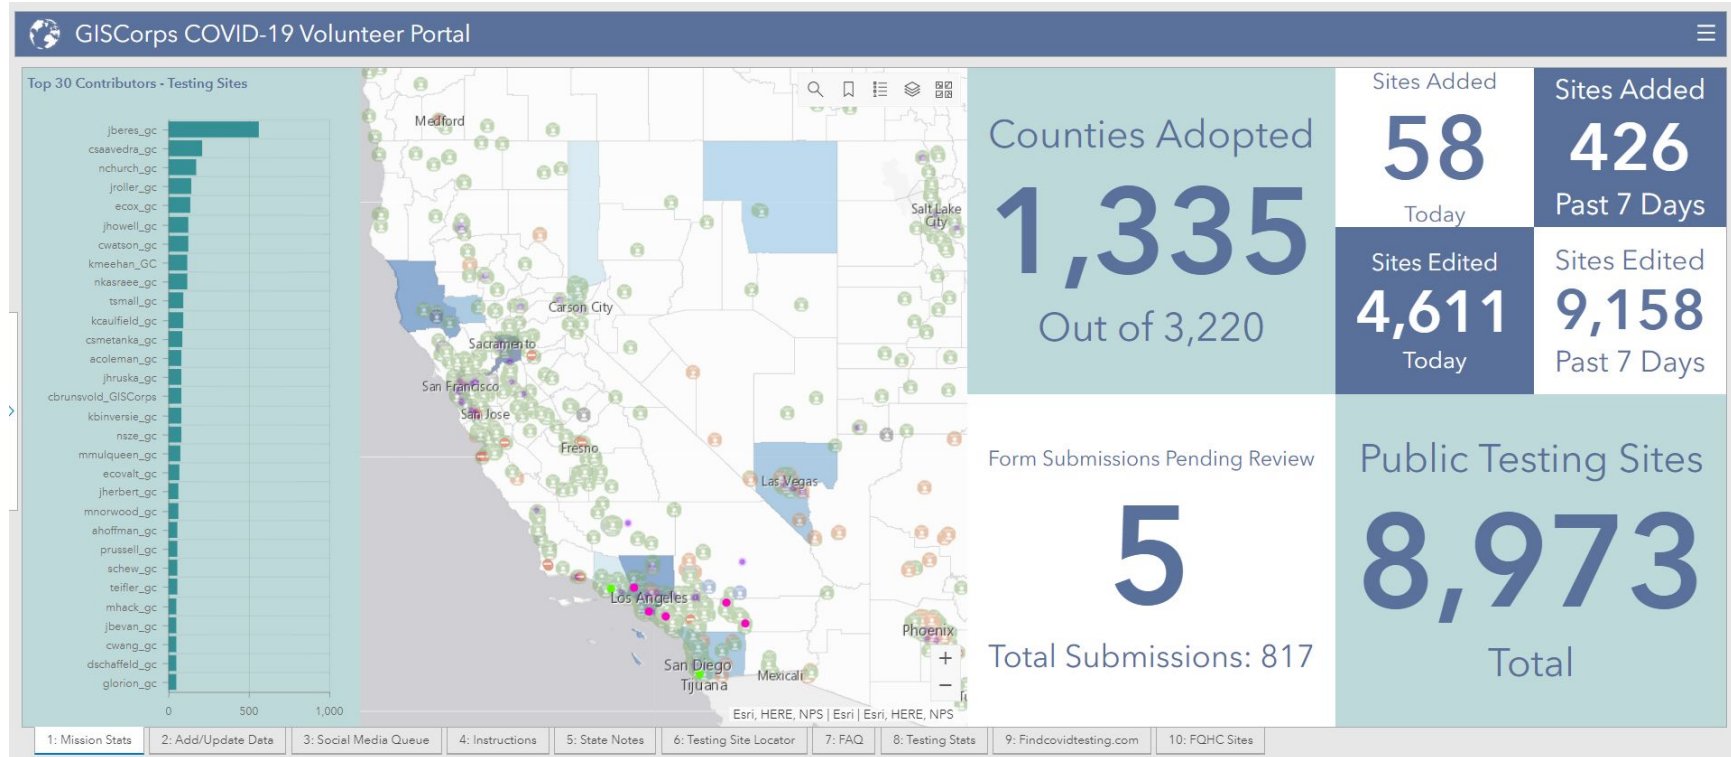 GISCorps COVID-19 Volunteer Portal
Top 30 Contributors - Testing Sites
jberes_gc
csaavedra_gc
nchurch_gc
jroller_gc
ecox_gc
jhowell_gc
cwatson_gc
kmeehan_GC
nkasraee_gc
tsmall_gc
kcaulfield_gc
csmetanka_gc
acoleman_gc
jhruska_gc
cbrunsvold_GISCorps
kbinversie_gc
nsze_gc
mmulqueen_gc
ecovalt_gc
jherbert_gc
mnorwood_gc
ahoffman_gc
prussell_gc
schew_gc
teifler_gc
mhack_gc
jbevan_gc
cwang_gc
dschaffeld_gc
glorion_gc
0 500 1,000
Medford
Salt Lake
City
Carson City
Sacramento
San Francisco
San Jose
Fresno
Las Vegas
Los Angeles
Phoenix
San Diego
Tijuana
Mexicali
+
−
Esri, HERE, NPS | Esri | Esri, HERE, NPS
Counties Adopted
1,335
Out of 3,220
Sites Added
58
Today
Sites Added
426
Past 7 Days
Sites Edited
4,611
Today
Sites Edited
9,158
Past 7 Days
Form Submissions Pending Review
5
Total Submissions: 817
Public Testing Sites
8,973
Total
1: Mission Stats 2: Add/Update Data 3: Social Media Queue 4: Instructions 5: State Notes 6: Testing Site Locator 7: FAQ 8: Testing Stats 9: Findcovidtesting.com 10: FQHC Sites